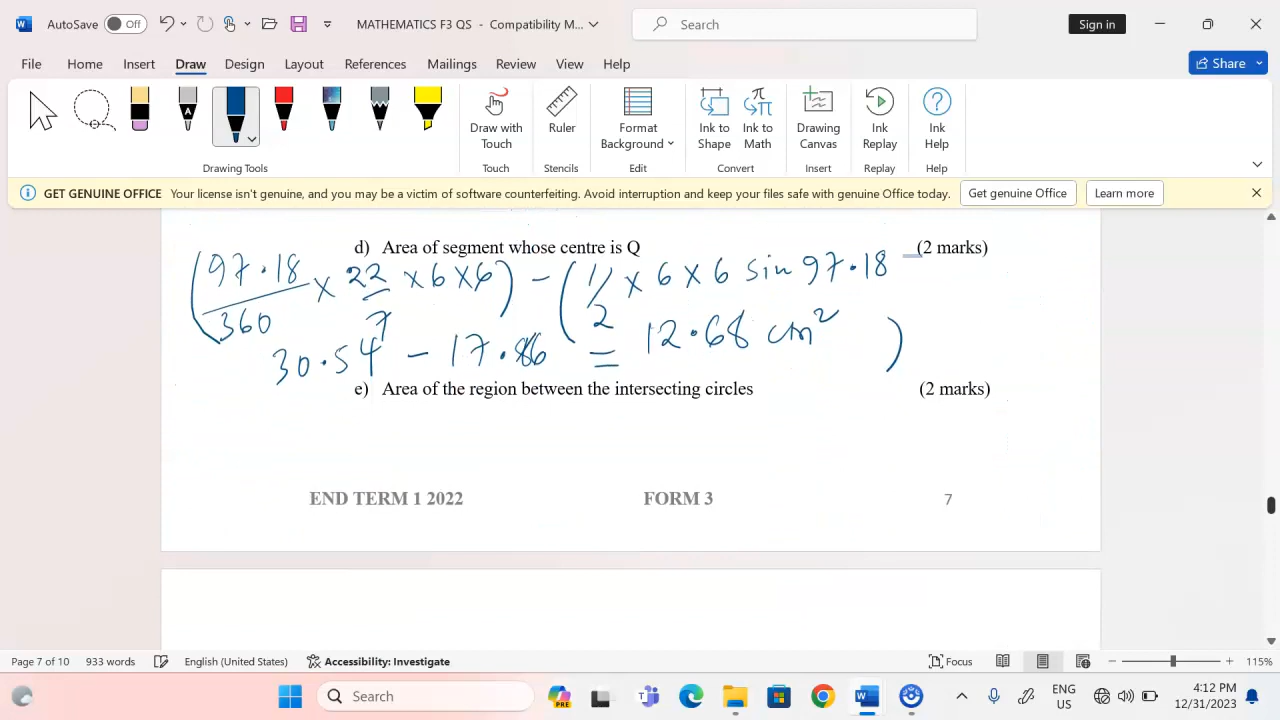 AutoSave Off MATHEMATICS F3 QS - Compatibility M... Search Sign in
File Home Insert Draw Design Layout References Mailings Review View Help Share
Draw with Touch Ruler Format Background Ink to Shape Ink to Math Drawing Canvas Ink Replay Ink Help
Drawing Tools Touch Stencils Edit Convert Insert Replay Help
GET GENUINE OFFICE Your license isn't genuine, and you may be a victim of software counterfeiting. Avoid interruption and keep your files safe with genuine Office today. Get genuine Office Learn more
d) Area of segment whose centre is Q (2 marks)
(97.18/360 × 22/7 × 6 × 6) - (1/2 × 6 × 6 sin 97.18)
30.54 - 17.86 = 12.68 cm²
e) Area of the region between the intersecting circles (2 marks)
END TERM 1 2022 FORM 3 7
Page 7 of 10 933 words English (United States) Accessibility: Investigate Focus 115%
Search PRE ENG US 4:12 PM 12/31/2023